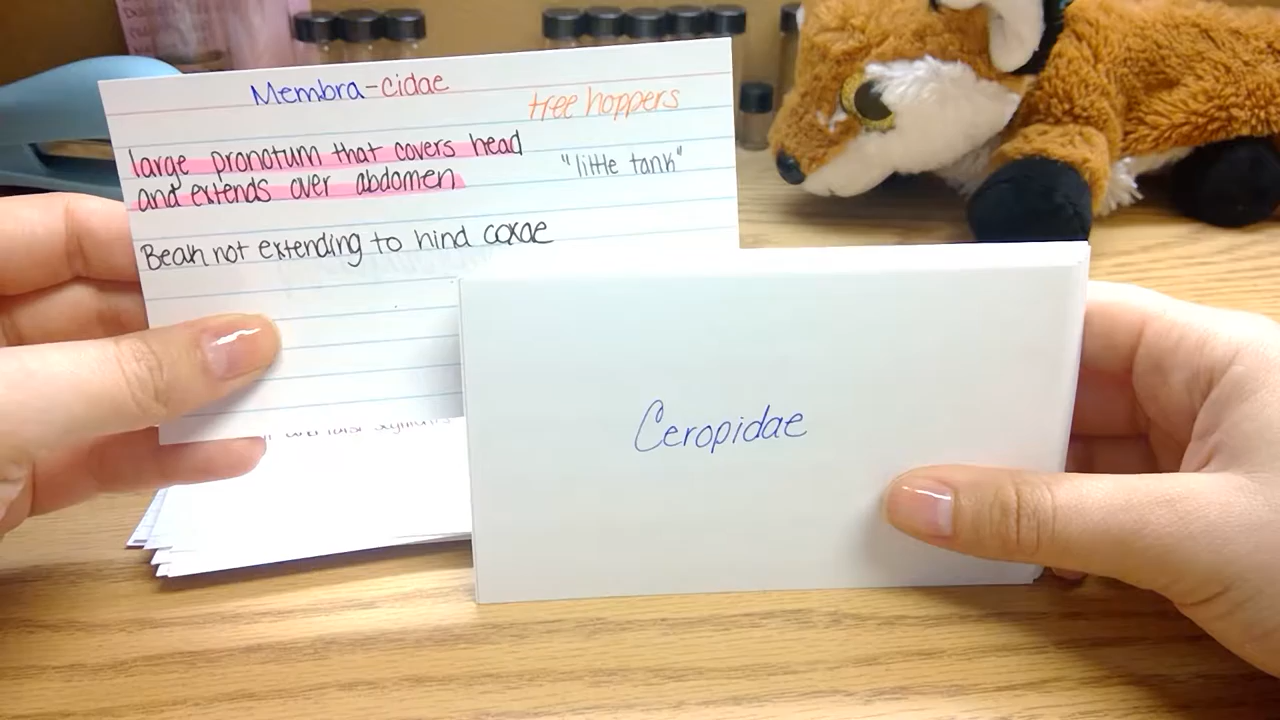 Membra-cidae
tree hoppers
large pronotum that covers head
and extends over abdomen
"little tank"
Beak not extending to hind coxae
Ceropidae